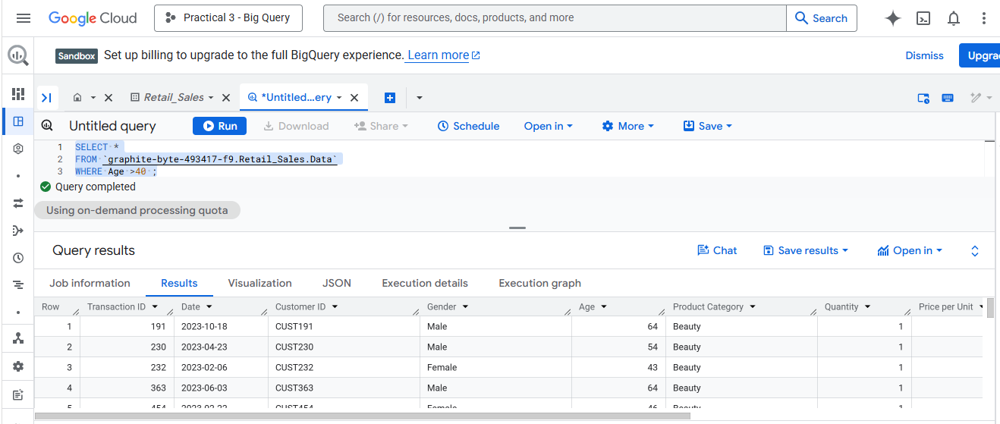 Google Cloud Practical 3 - Big Query Search (/) for resources, docs, products, and more Search
Sandbox Set up billing to upgrade to the full BigQuery experience. Learn more Dismiss Upgra
Retail_Sales *Untitled...ery
Untitled query Run Download Share Schedule Open in More Save
1 SELECT *
2 FROM `graphite-byte-493417-f9.Retail_Sales.Data`
3 WHERE Age >40 ;
Query completed
Using on-demand processing quota
Query results Chat Save results Open in
Job information Results Visualization JSON Execution details Execution graph
Row Transaction ID Date Customer ID Gender Age Product Category Quantity Price per Unit
1 191 2023-10-18 CUST191 Male 64 Beauty 1
2 230 2023-04-23 CUST230 Male 54 Beauty 1
3 232 2023-02-06 CUST232 Female 43 Beauty 1
4 363 2023-06-03 CUST363 Male 64 Beauty 1
5 454 2023-02-22 CUST454 Female 46 Beauty 1